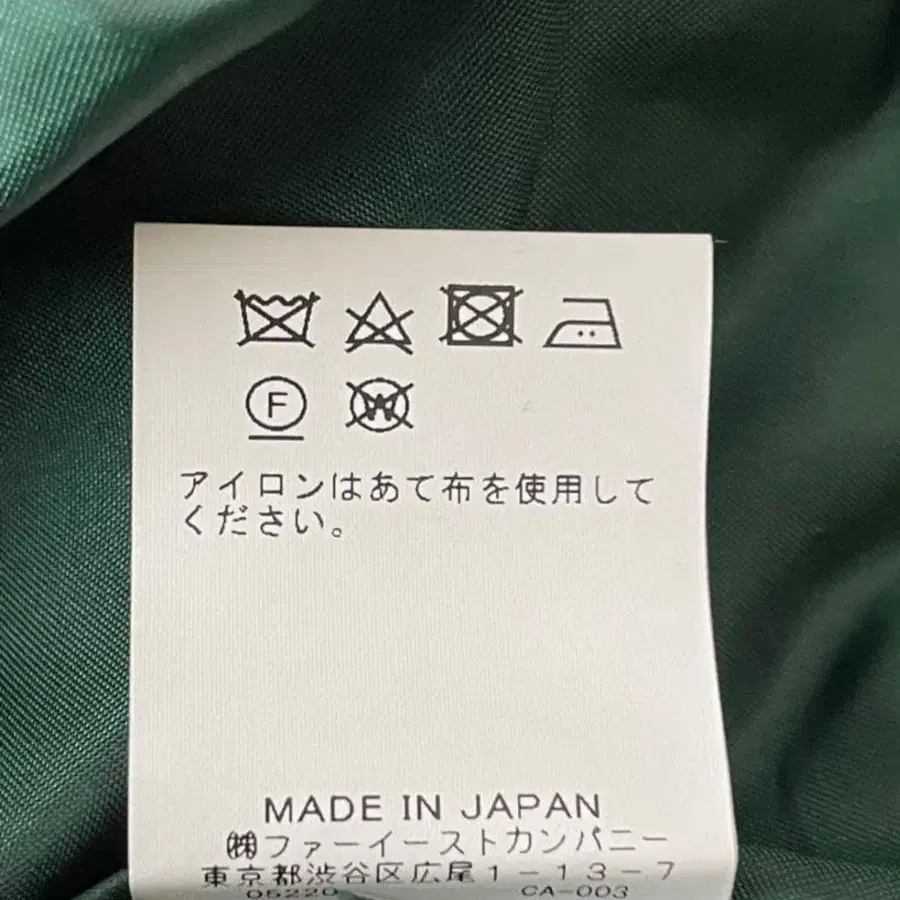 F W
アイロンはあて布を使用して
ください。
MADE IN JAPAN
㈱ファーイーストカンパニー
東京都渋谷区広尾1-13-7
05220 CA-003